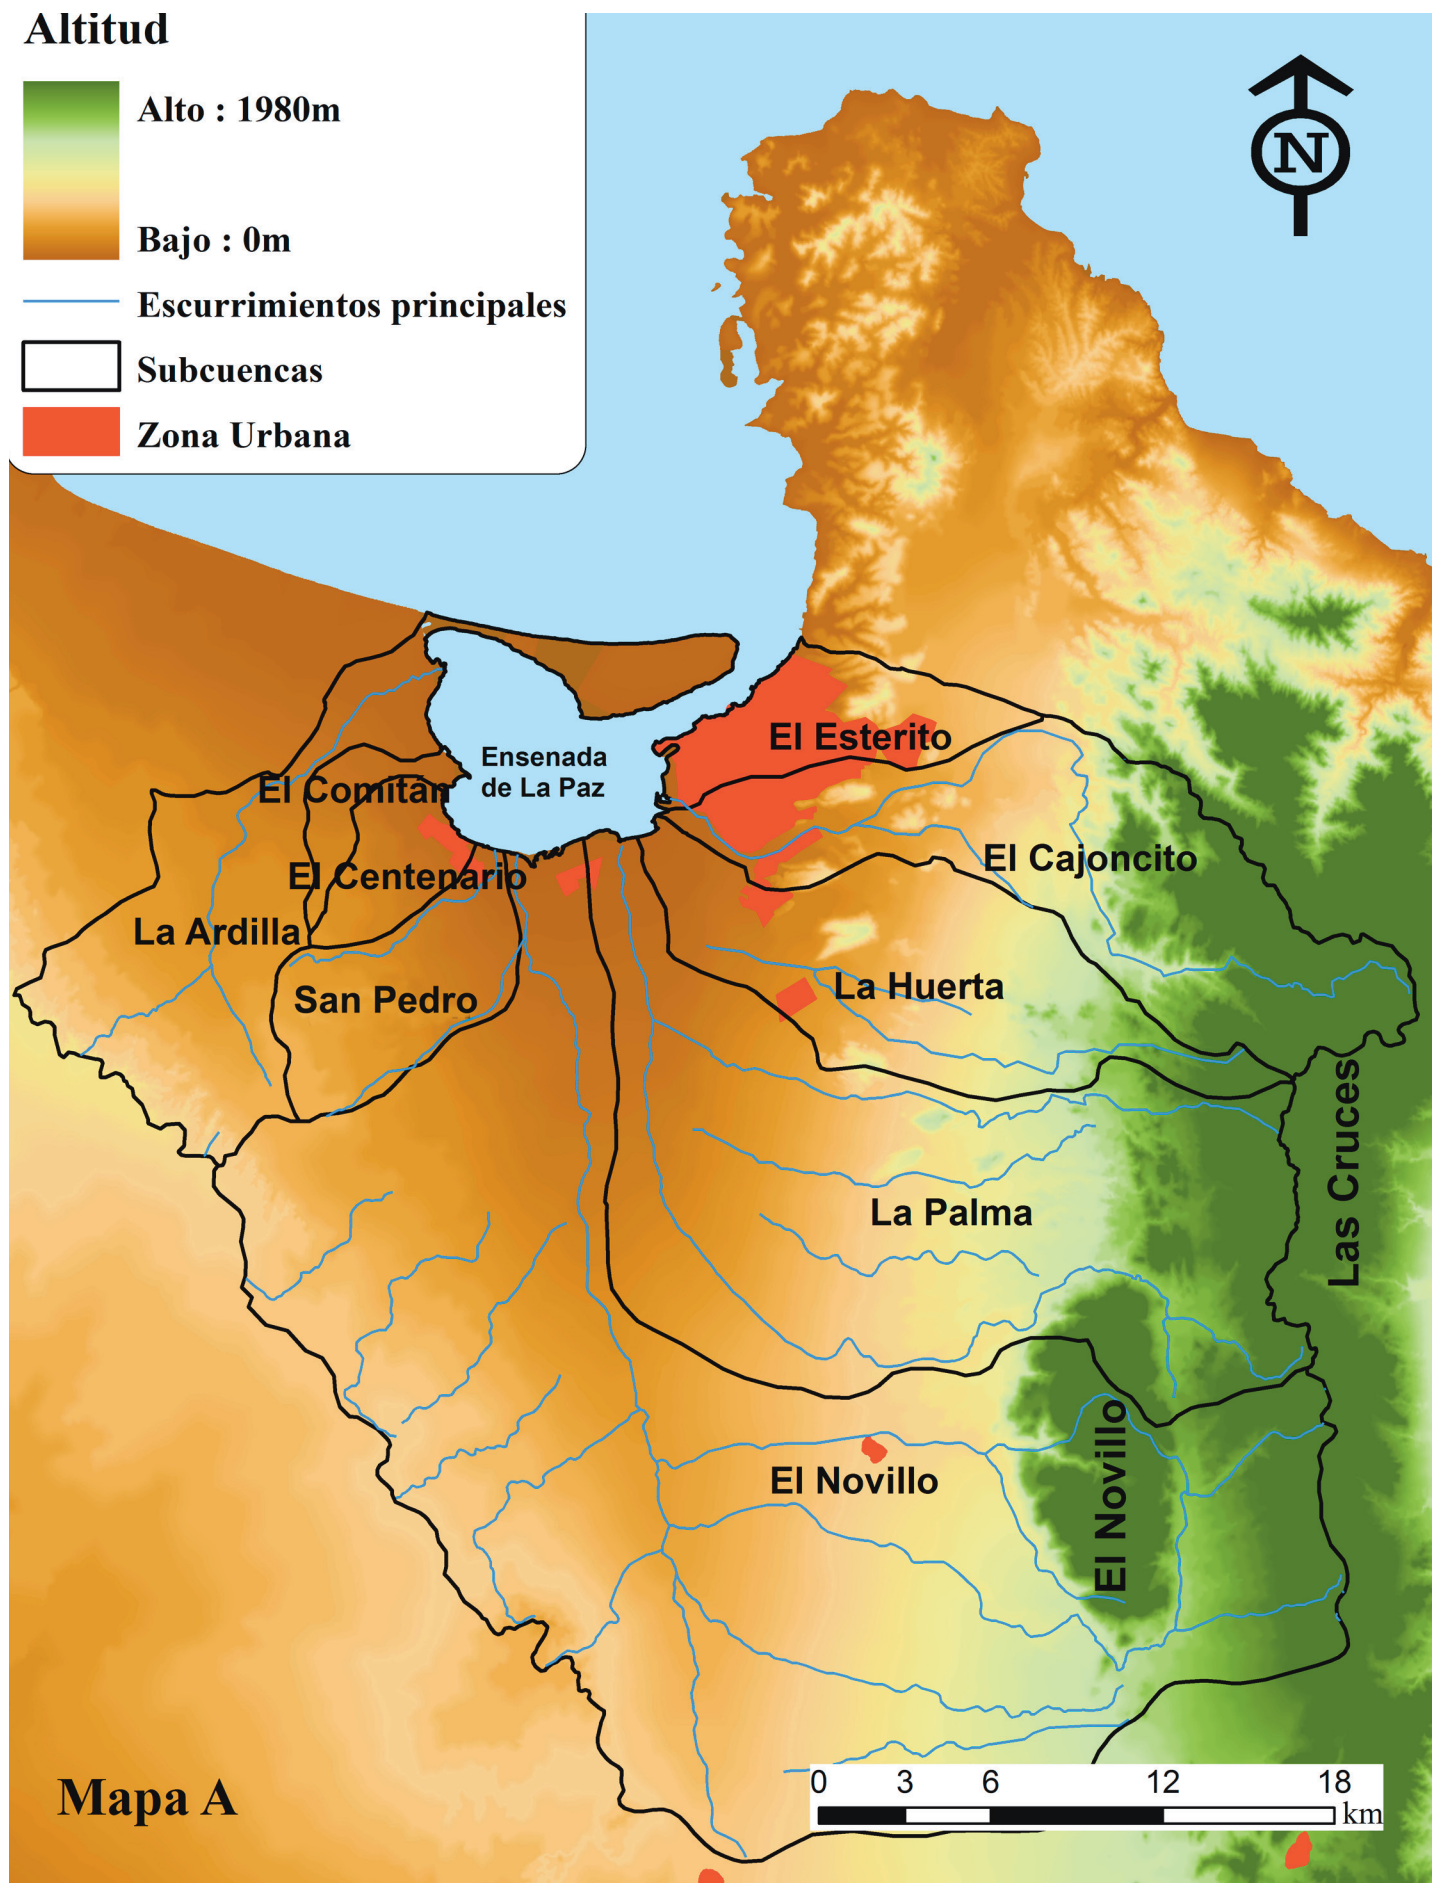 Altitud
Alto : 1980m
Bajo : 0m
Escurrimientos principales
Subcuencas
Zona Urbana
N
El Esterito
Ensenada
de La Paz
El Comitán
El Cajoncito
El Centenario
La Ardilla
La Huerta
San Pedro
Las Cruces
La Palma
El Novillo
El Novillo
Mapa A
0 3 6 12 18
km